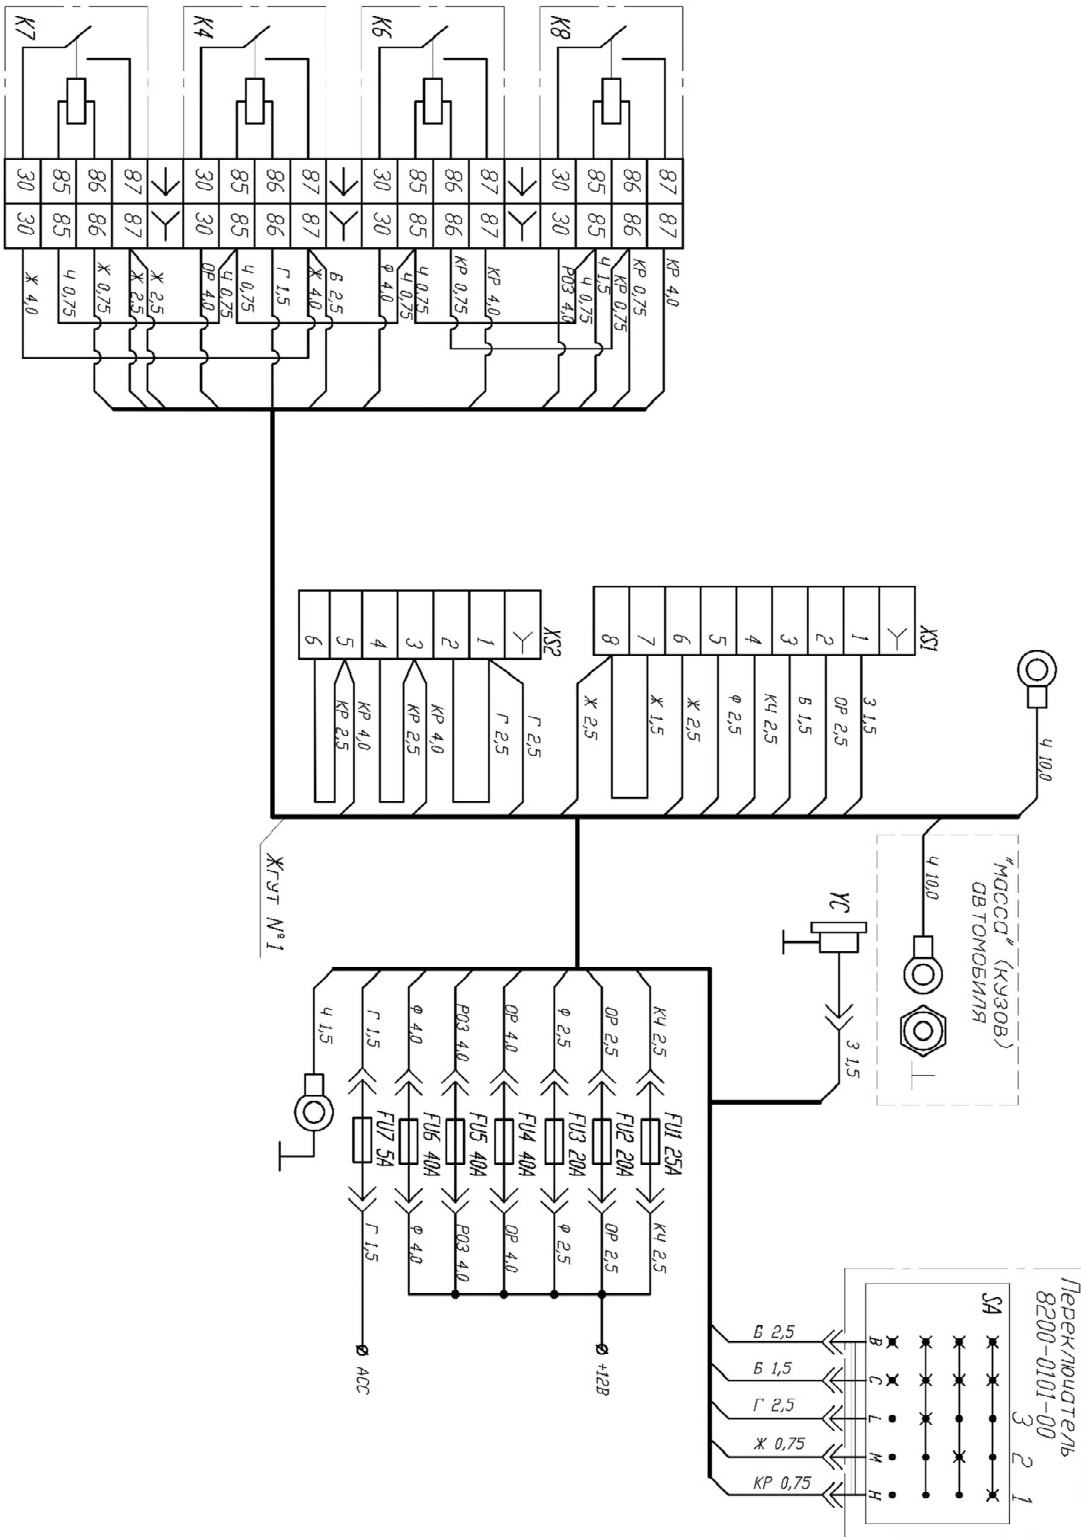 K7
K4
K6
K8
30 85 86 87
30 85 86 87
30 85 86 87
30 85 86 87
30 85 86 87
30 85 86 87
30 85 86 87
30 85 86 87
Ж 4,0
Ч 0,75
Ж 0,75
Ж 2,5
Ж 2,5
ОР 4,0
Ч 0,75
Ч 0,75
Г 1,5
Ж 4,0
Б 2,5
Ф 4,0
Ч 0,75
Ч 0,75
КР 0,75
КР 4,0
РОЗ 4,0
Ч 0,75
Ч 1,5
КР 0,75
КР 0,75
КР 4,0
XS2
1
2
3
4
5
6
Г 2,5
Г 2,5
КР 4,0
КР 2,5
КР 4,0
КР 2,5
XS1
1
2
3
4
5
6
7
8
З 1,5
ОР 2,5
Б 1,5
КЧ 2,5
Ф 2,5
Ж 2,5
Ж 1,5
Ж 2,5
Ч 10,0
Ч 10,0
"масса" (кузов)
автомобиля
Жгут №1
YC
З 1,5
Ч 1,5
Г 1,5
Ф 4,0
РОЗ 4,0
ОР 4,0
Ф 2,5
ОР 2,5
КЧ 2,5
FU7 5A
FU6 40A
FU5 40A
FU4 40A
FU3 20A
FU2 20A
FU1 25A
Г 1,5
Ф 4,0
РОЗ 4,0
ОР 4,0
Ф 2,5
ОР 2,5
КЧ 2,5
АСС
+12В
Переключатель
8200-0101-00
SA
3 2 1
B
C
L
M
H
Б 2,5
Б 1,5
Г 2,5
Ж 0,75
КР 0,75